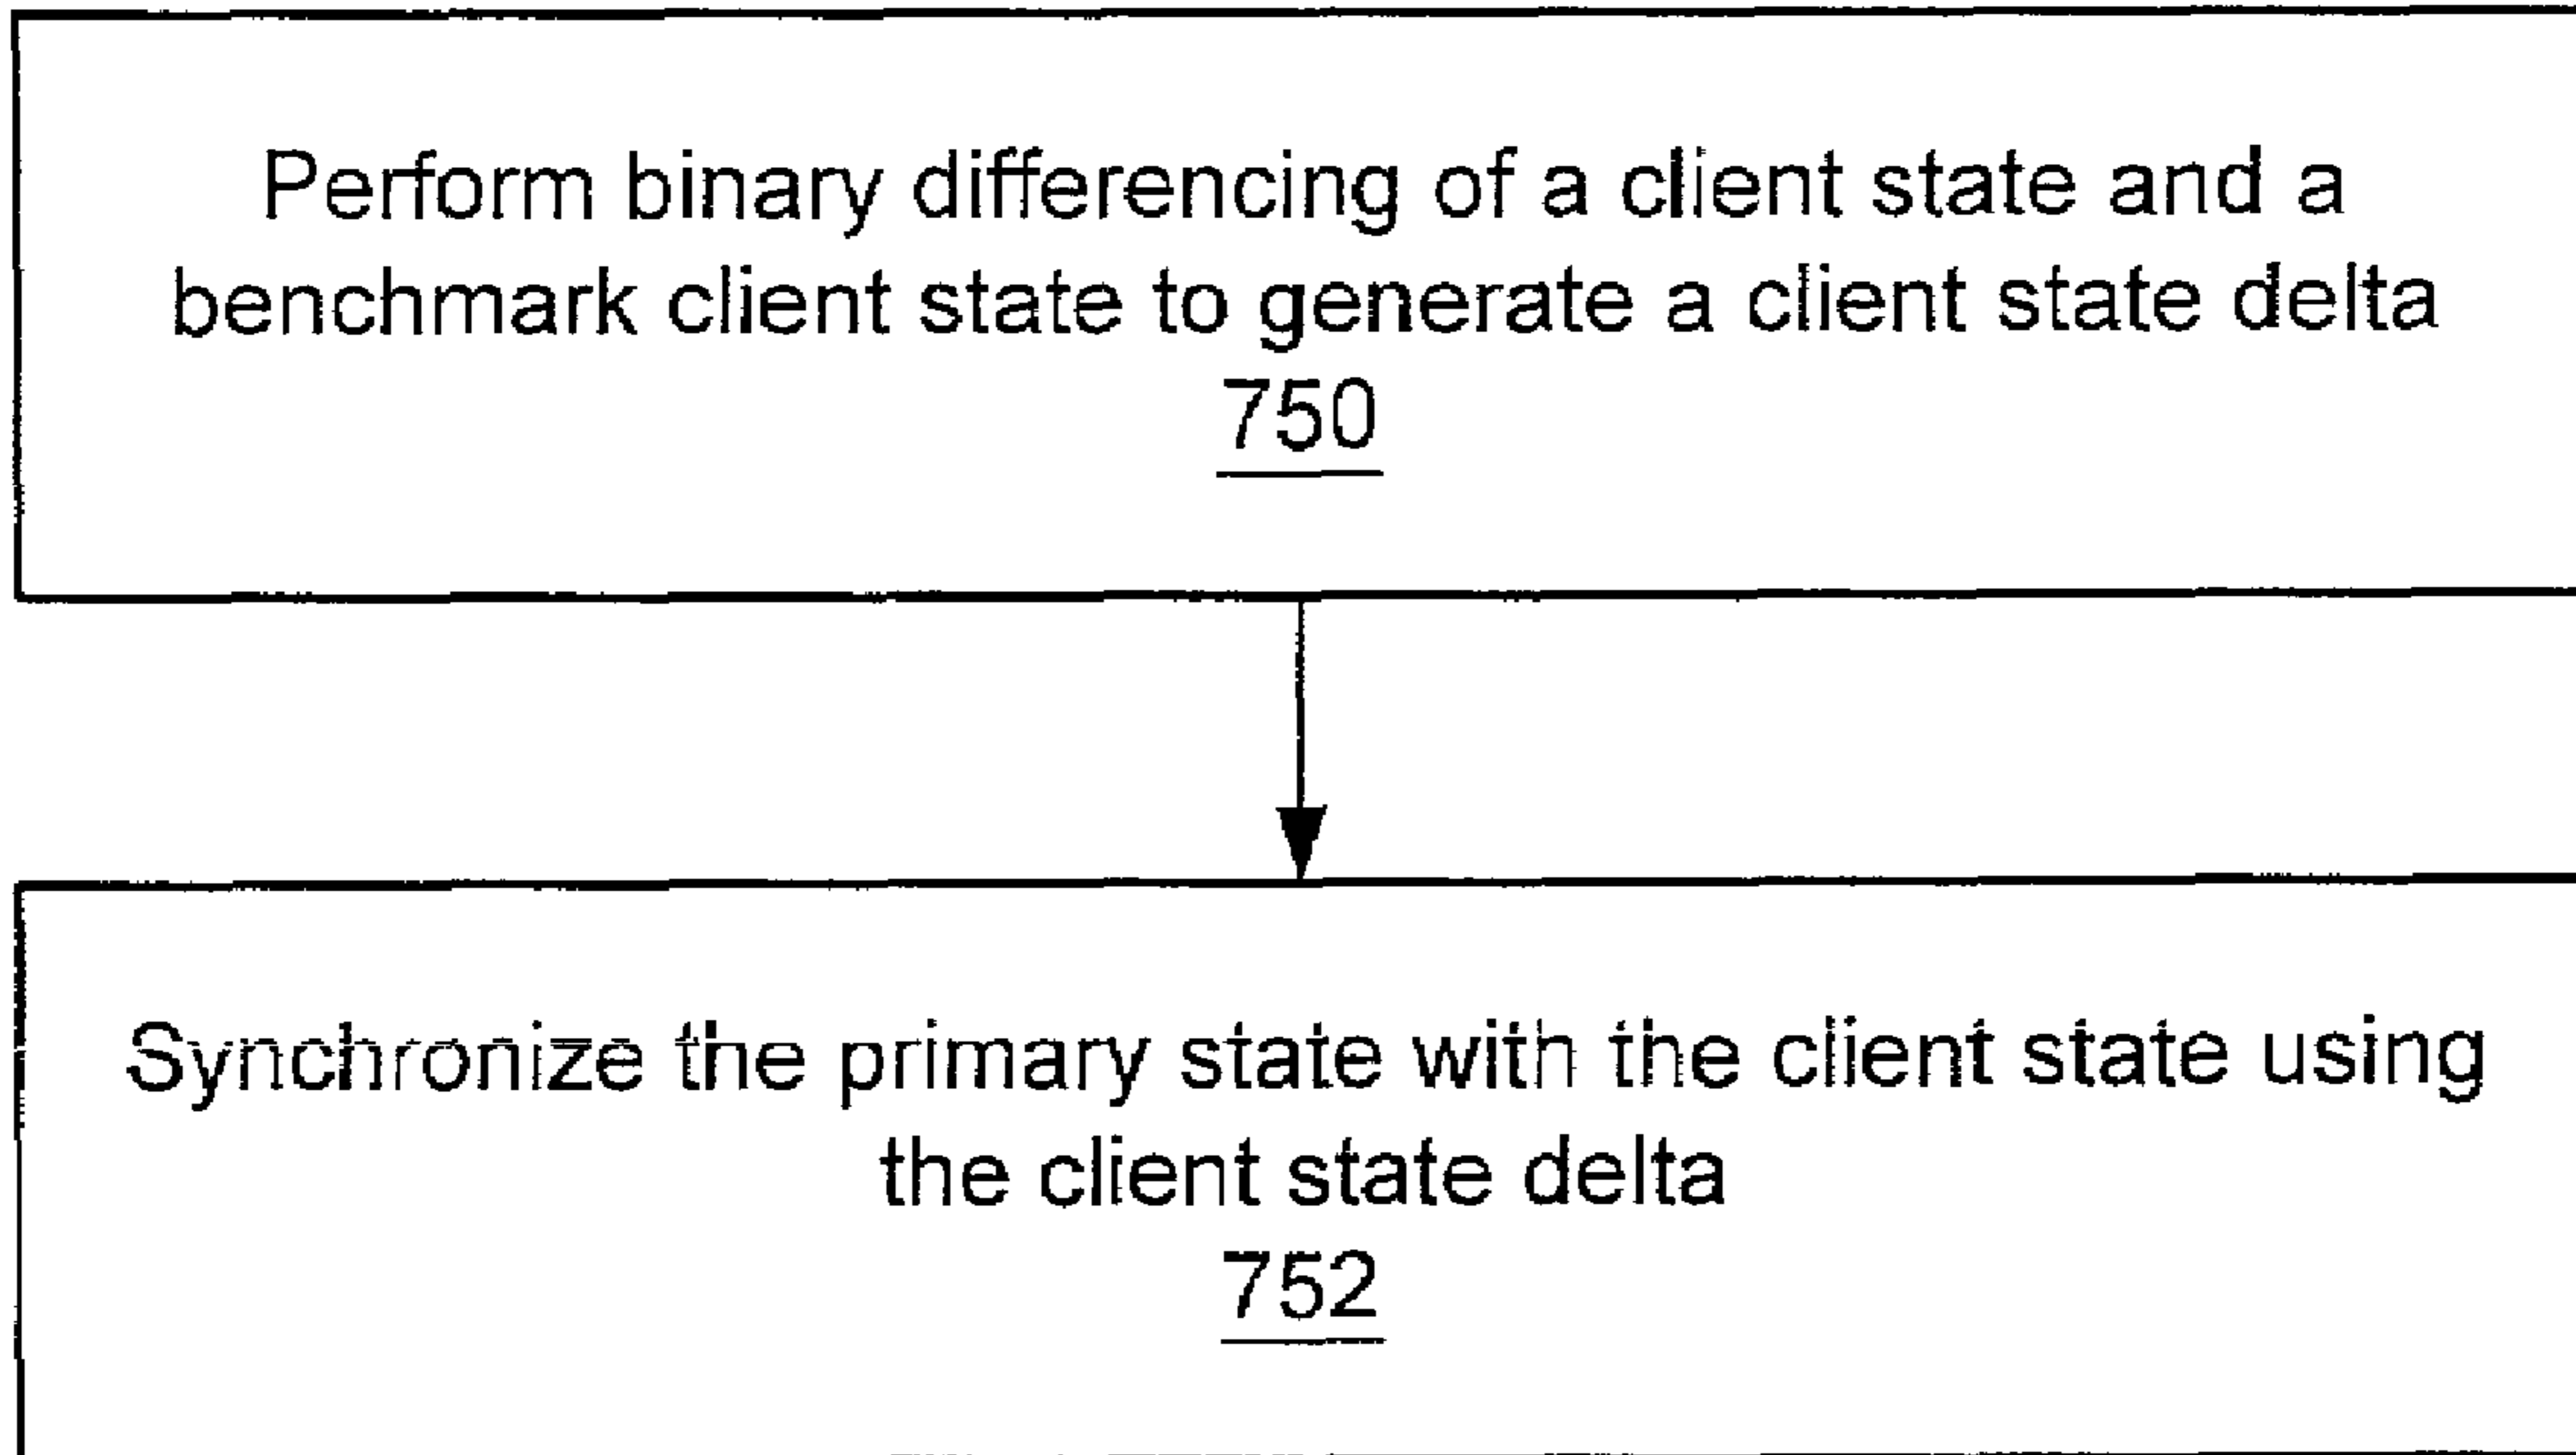 Perform binary differencing of a client state and a
benchmark client state to generate a client state delta
750
Synchronize the primary state with the client state using
the client state delta
752